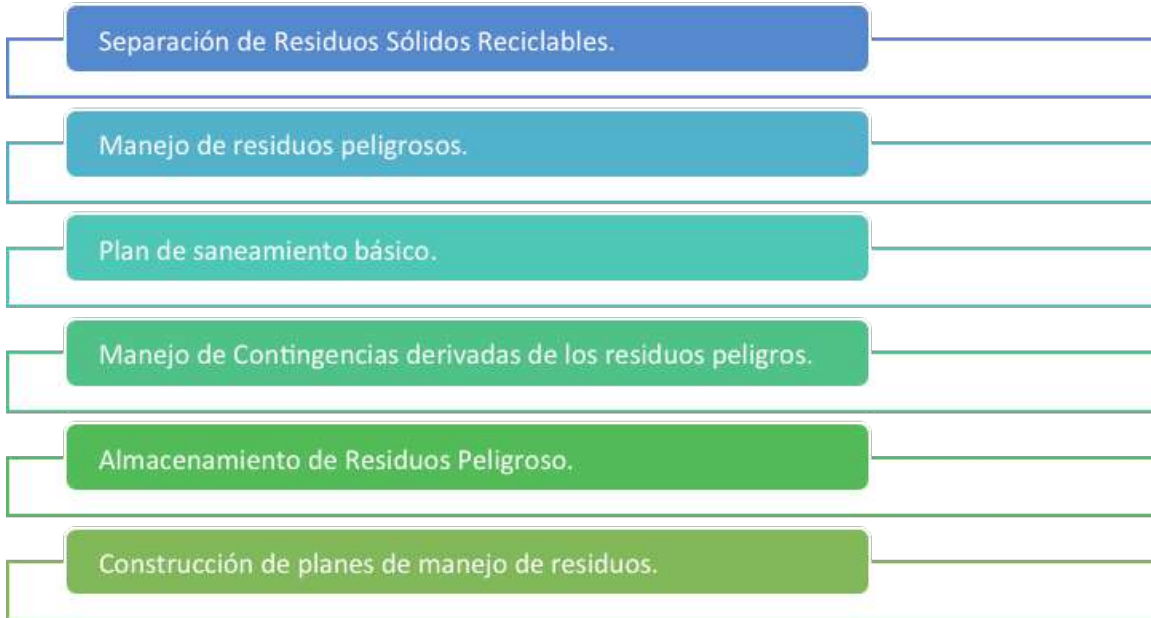 Separación de Residuos Sólidos Reciclables.
Manejo de residuos peligrosos.
Plan de saneamiento básico.
Manejo de Contingencias derivadas de los residuos peligros.
Almacenamiento de Residuos Peligroso.
Construcción de planes de manejo de residuos.